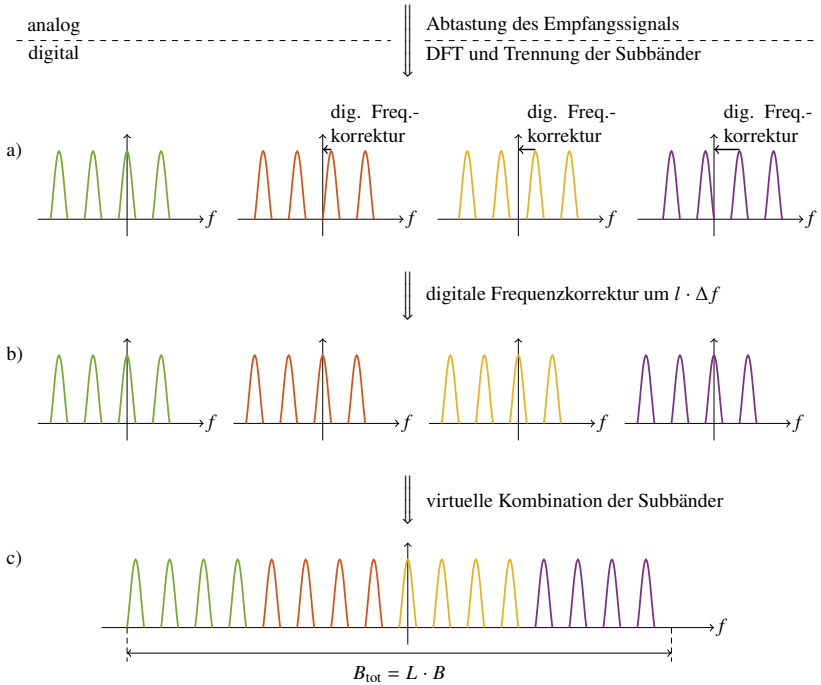 analog
Abtastung des Empfangssignals
digital
DFT und Trennung der Subbänder
dig. Freq.-
korrektur
dig. Freq.-
korrektur
dig. Freq.-
korrektur
a)
f
f
f
f
digitale Frequenzkorrektur um l · Δf
b)
f
f
f
f
virtuelle Kombination der Subbänder
c)
f
B_tot = L · B